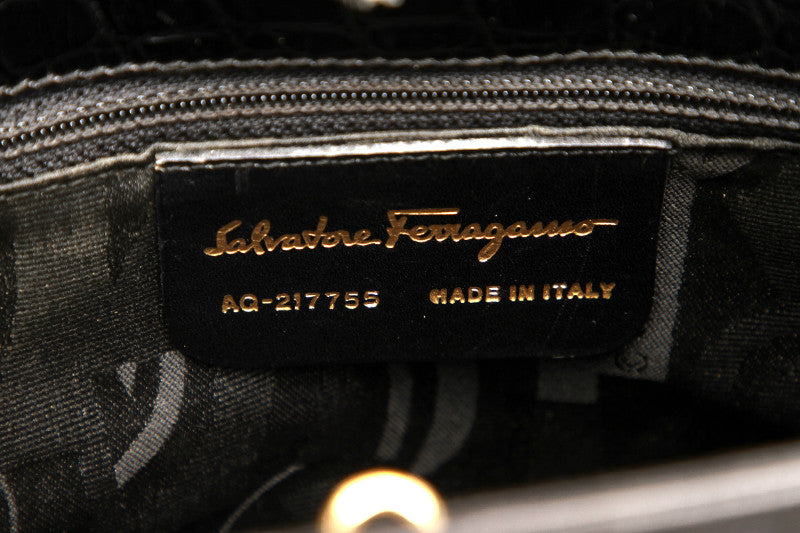 Salvatore Ferragamo
AQ-217755 MADE IN ITALY